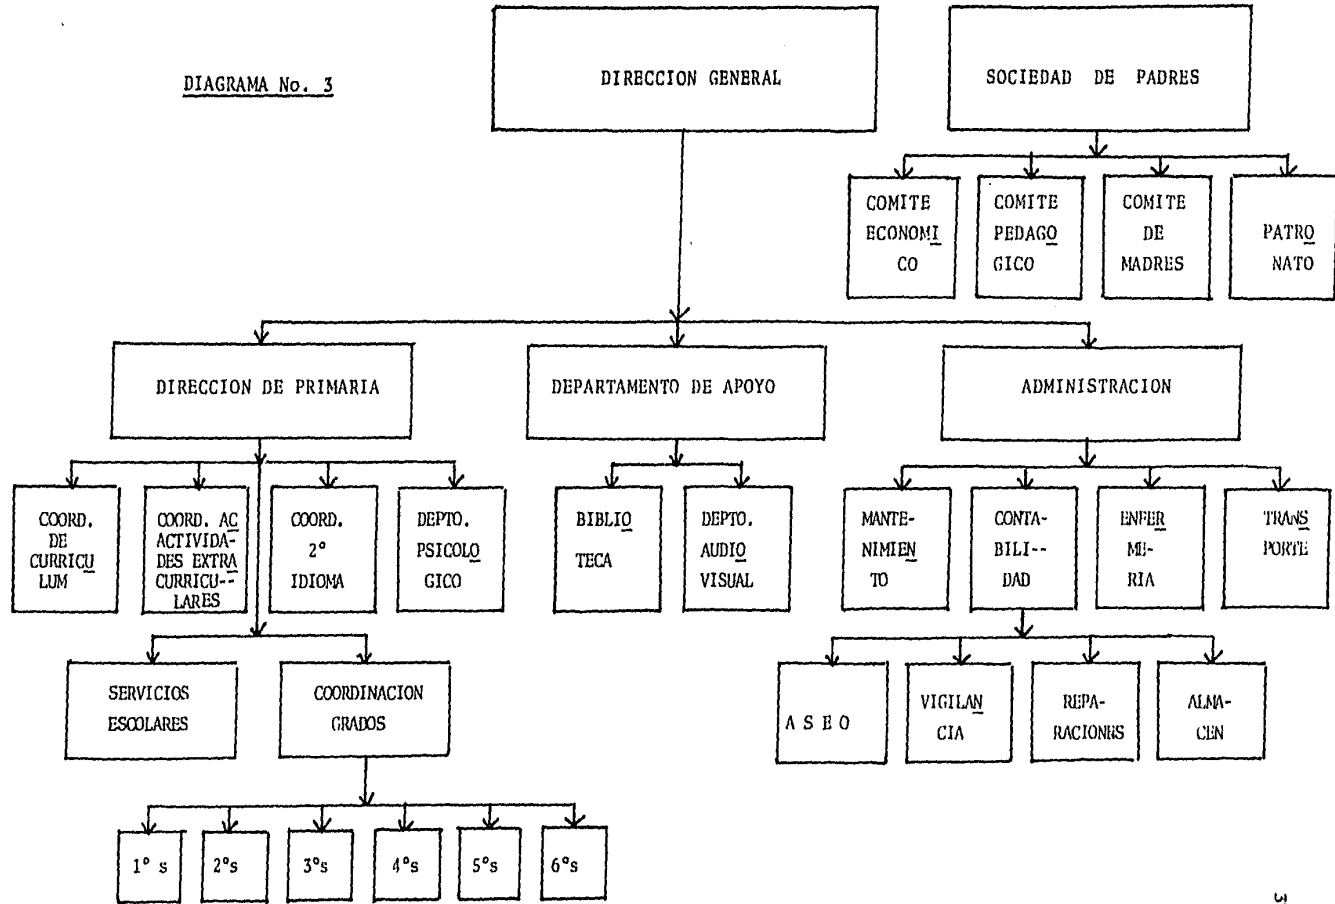 DIAGRAMA No. 3
DIRECCION GENERAL
SOCIEDAD DE PADRES
COMITE
ECONOMI
CO
COMITE
PEDAGO
GICO
COMITE
DE
MADRES
PATRO
NATO
DIRECCION DE PRIMARIA
DEPARTAMENTO DE APOYO
ADMINISTRACION
COORD.
DE
CURRICU
LUM
COORD. AC
ACTIVIDA-
DES EXTRA
CURRICU--
LARES
COORD.
2°
IDIOMA
DEPTO.
PSICOLO
GICO
BIBLIO
TECA
DEPTO.
AUDIO
VISUAL
MANTE-
NIMIEN
TO
CONTA-
BILI--
DAD
ENFER
ME-
RIA
TRANS
PORTE
SERVICIOS
ESCOLARES
COORDINACION
GRADOS
A S E O
VIGILAN
CIA
REPA-
RACIONES
ALMA-
CEN
1° s
2°s
3°s
4°s
5°s
6°s
3